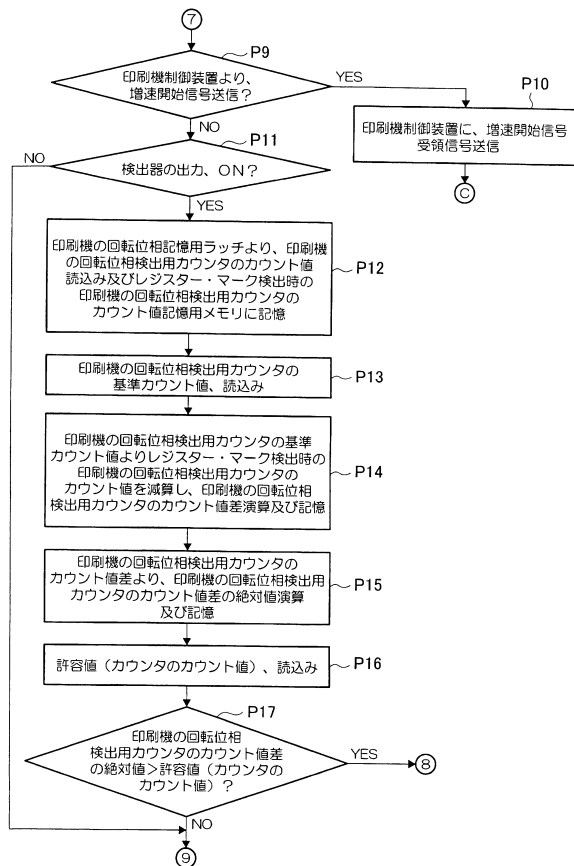 ⑦
P9
印刷機制御装置より、
増速開始信号送信?
YES
NO
P10
印刷機制御装置に、増速開始信号
受領信号送信
Ⓒ
P11
検出器の出力、ON?
NO
YES
印刷機の回転位相記憶用ラッチより、印刷機
の回転位相検出用カウンタのカウント値
読込み及びレジスター・マーク検出時の
印刷機の回転位相検出用カウンタの
カウント値記憶用メモリに記憶
P12
印刷機の回転位相検出用カウンタの
基準カウント値、読込み
P13
印刷機の回転位相検出用カウンタの基準
カウント値よりレジスター・マーク検出時の
印刷機の回転位相検出用カウンタの
カウント値を減算し、印刷機の回転位相
検出用カウンタのカウント値差演算及び記憶
P14
印刷機の回転位相検出用カウンタの
カウント値差より、印刷機の回転位相検出用
カウンタのカウント値差の絶対値演算
及び記憶
P15
許容値(カウンタのカウント値)、読込み
P16
P17
印刷機の回転位相
検出用カウンタのカウント値差
の絶対値>許容値(カウンタの
カウント値)?
YES
⑧
NO
⑨